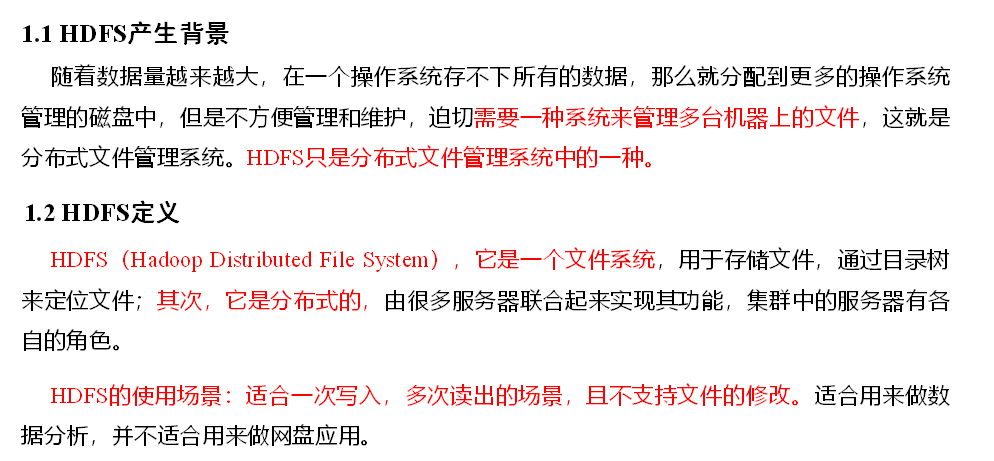 1.1 HDFS产生背景
随着数据量越来越大，在一个操作系统存不下所有的数据，那么就分配到更多的操作系统
管理的磁盘中，但是不方便管理和维护，迫切需要一种系统来管理多台机器上的文件，这就是
分布式文件管理系统。HDFS只是分布式文件管理系统中的一种。
1.2 HDFS定义
HDFS（Hadoop Distributed File System），它是一个文件系统，用于存储文件，通过目录树
来定位文件；其次，它是分布式的，由很多服务器联合起来实现其功能，集群中的服务器有各
自的角色。
HDFS的使用场景：适合一次写入，多次读出的场景，且不支持文件的修改。适合用来做数
据分析，并不适合用来做网盘应用。